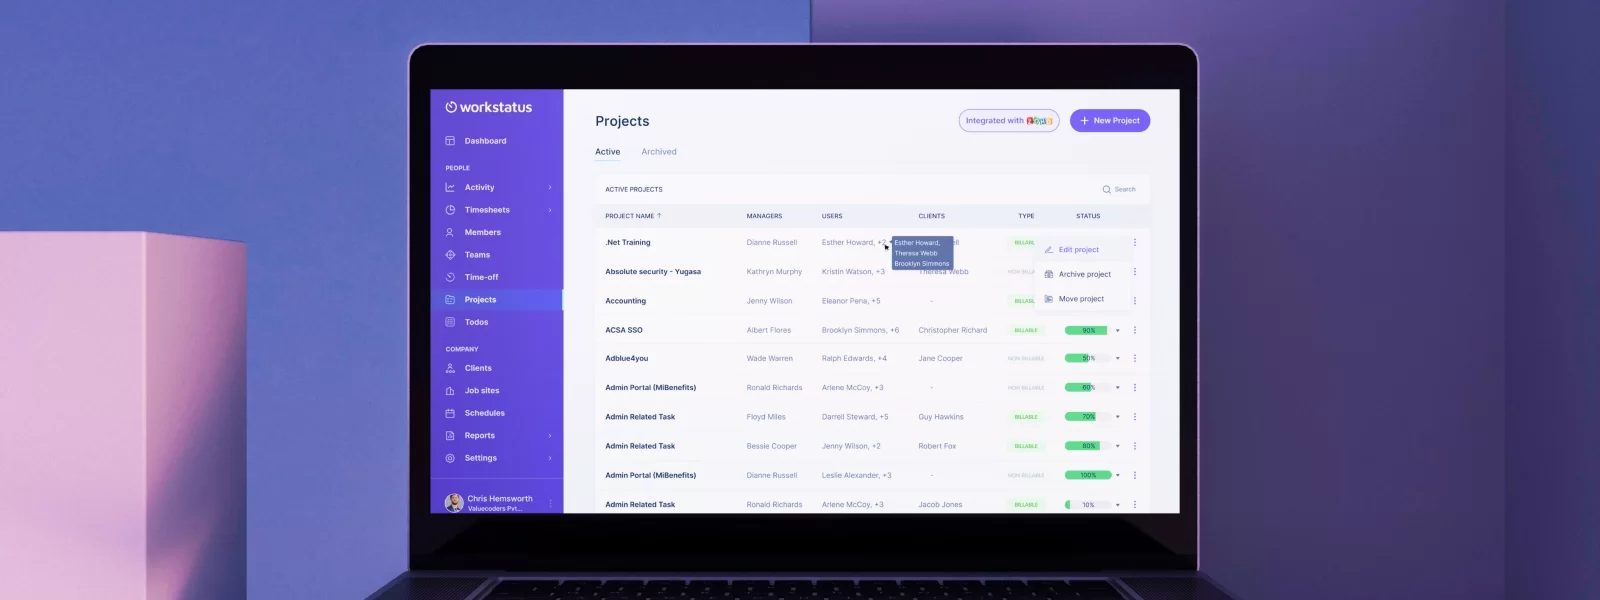 workstatus
Dashboard
PEOPLE
Activity
Timesheets
Members
Teams
Time-off
Projects
Todos
COMPANY
Clients
Job sites
Schedules
Reports
Settings
Chris Hemsworth
Valuecoders Pvt...
Projects
Integrated with
+ New Project
Active Archived
ACTIVE PROJECTS Search
PROJECT NAME ↑ MANAGERS USERS CLIENTS TYPE STATUS
.Net Training Dianne Russell Esther Howard, +2
Esther Howard,
Theresa Webb
Brooklyn Simmons
Edit project
Archive project
Move project
Absolute security - Yugasa Kathryn Murphy Kristin Watson, +3 Theresa Webb
Accounting Jenny Wilson Eleanor Pena, +5 -
ACSA SSO Albert Flores Brooklyn Simmons, +6 Christopher Richard BILLABLE 90%
Adblue4you Wade Warren Ralph Edwards, +4 Jane Cooper NON BILLABLE 50%
Admin Portal (MiBenefits) Ronald Richards Arlene McCoy, +3 - NON BILLABLE 60%
Admin Related Task Floyd Miles Darrell Steward, +5 Guy Hawkins BILLABLE 70%
Admin Related Task Bessie Cooper Jenny Wilson, +2 Robert Fox BILLABLE 80%
Admin Portal (MiBenefits) Dianne Russell Leslie Alexander, +3 - NON BILLABLE 100%
Admin Related Task Ronald Richards Arlene McCoy, +3 Jacob Jones BILLABLE 10%